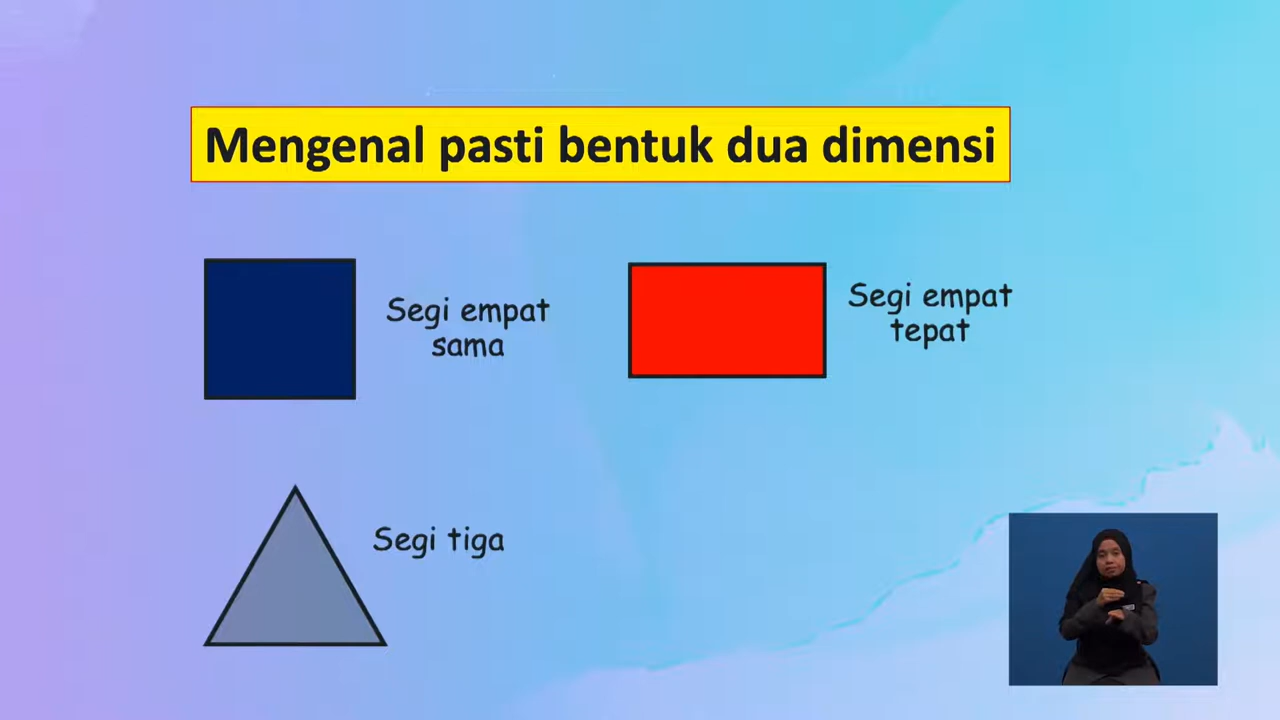 Mengenal pasti bentuk dua dimensi
Segi empat
sama
Segi empat
tepat
Segi tiga